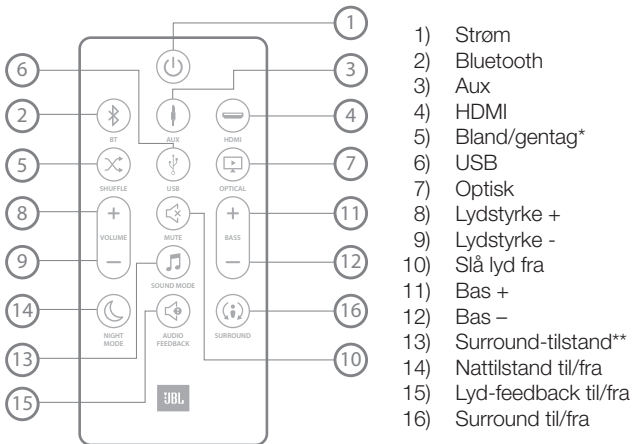 1
6
3
2
4
BT
AUX
HDMI
5
7
SHUFFLE
USB
OPTICAL
8
+
+
11
VOLUME
MUTE
BASS
9
–
–
12
SOUND MODE
14
16
NIGHT
MODE
AUDIO
FEEDBACK
SURROUND
13
10
15
JBL
1) Strøm
2) Bluetooth
3) Aux
4) HDMI
5) Bland/gentag*
6) USB
7) Optisk
8) Lydstyrke +
9) Lydstyrke -
10) Slå lyd fra
11) Bas +
12) Bas –
13) Surround-tilstand**
14) Nattilstand til/fra
15) Lyd-feedback til/fra
16) Surround til/fra